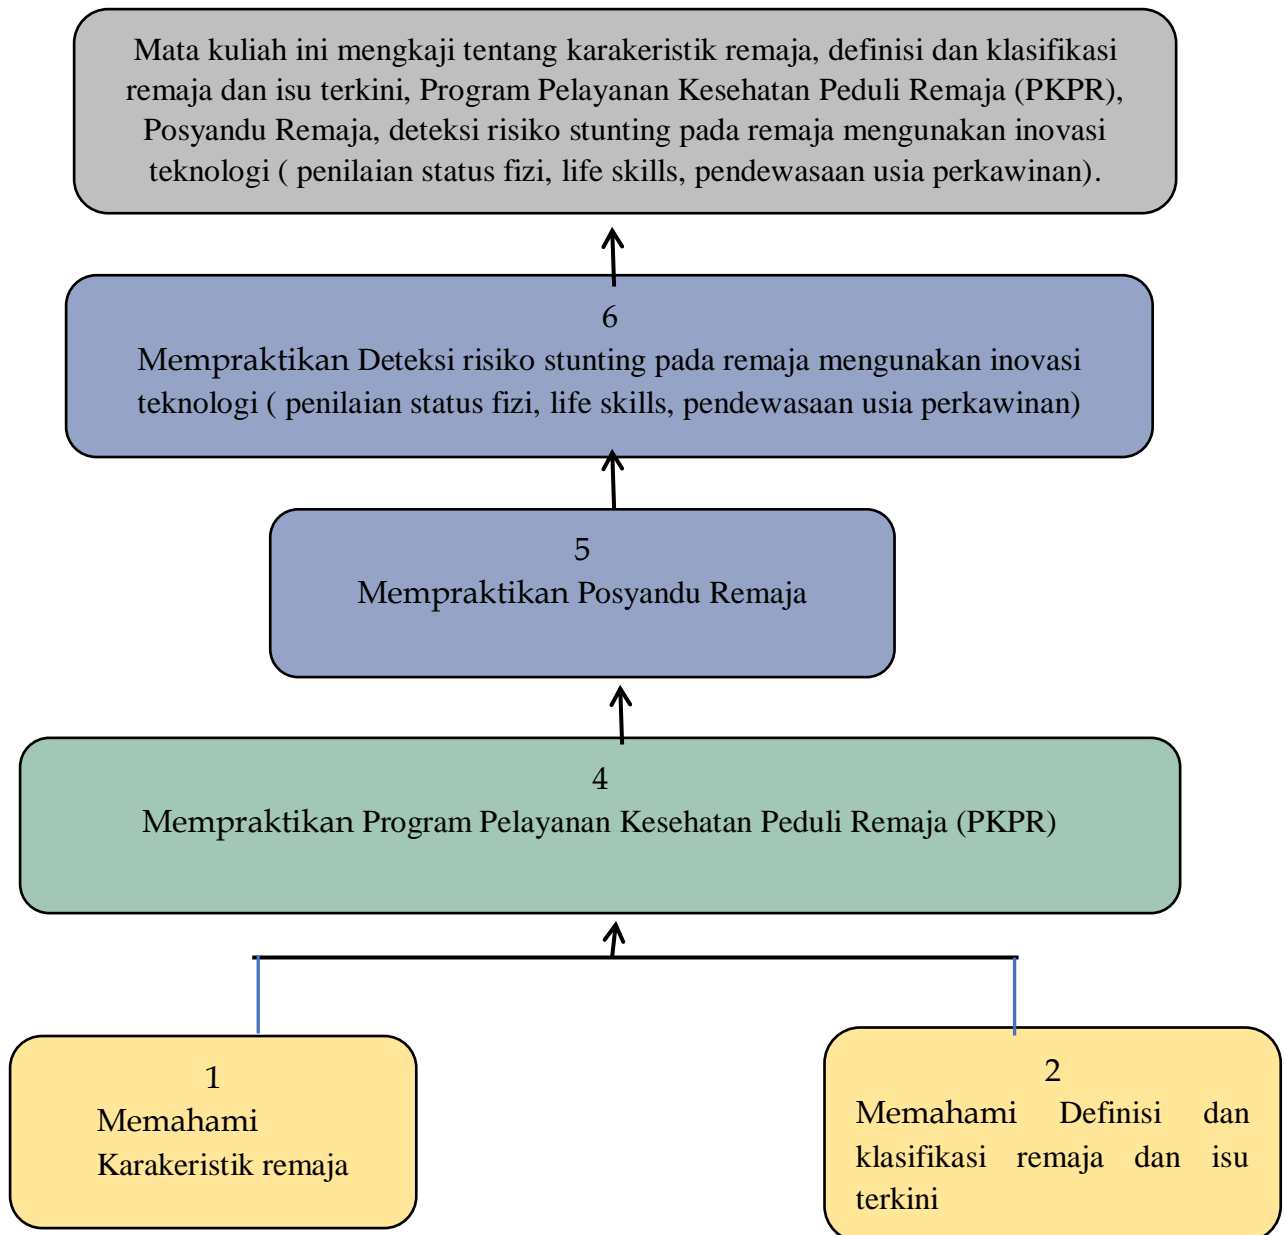 Mata kuliah ini mengkaji tentang karakeristik remaja, definisi dan klasifikasi
remaja dan isu terkini, Program Pelayanan Kesehatan Peduli Remaja (PKPR),
Posyandu Remaja, deteksi risiko stunting pada remaja mengunakan inovasi
teknologi ( penilaian status fizi, life skills, pendewasaan usia perkawinan).
6
Mempraktikan Deteksi risiko stunting pada remaja mengunakan inovasi
teknologi ( penilaian status fizi, life skills, pendewasaan usia perkawinan)
5
Mempraktikan Posyandu Remaja
4
Mempraktikan Program Pelayanan Kesehatan Peduli Remaja (PKPR)
1
Memahami
Karakeristik remaja
2
Memahami Definisi dan
klasifikasi remaja dan isu
terkini